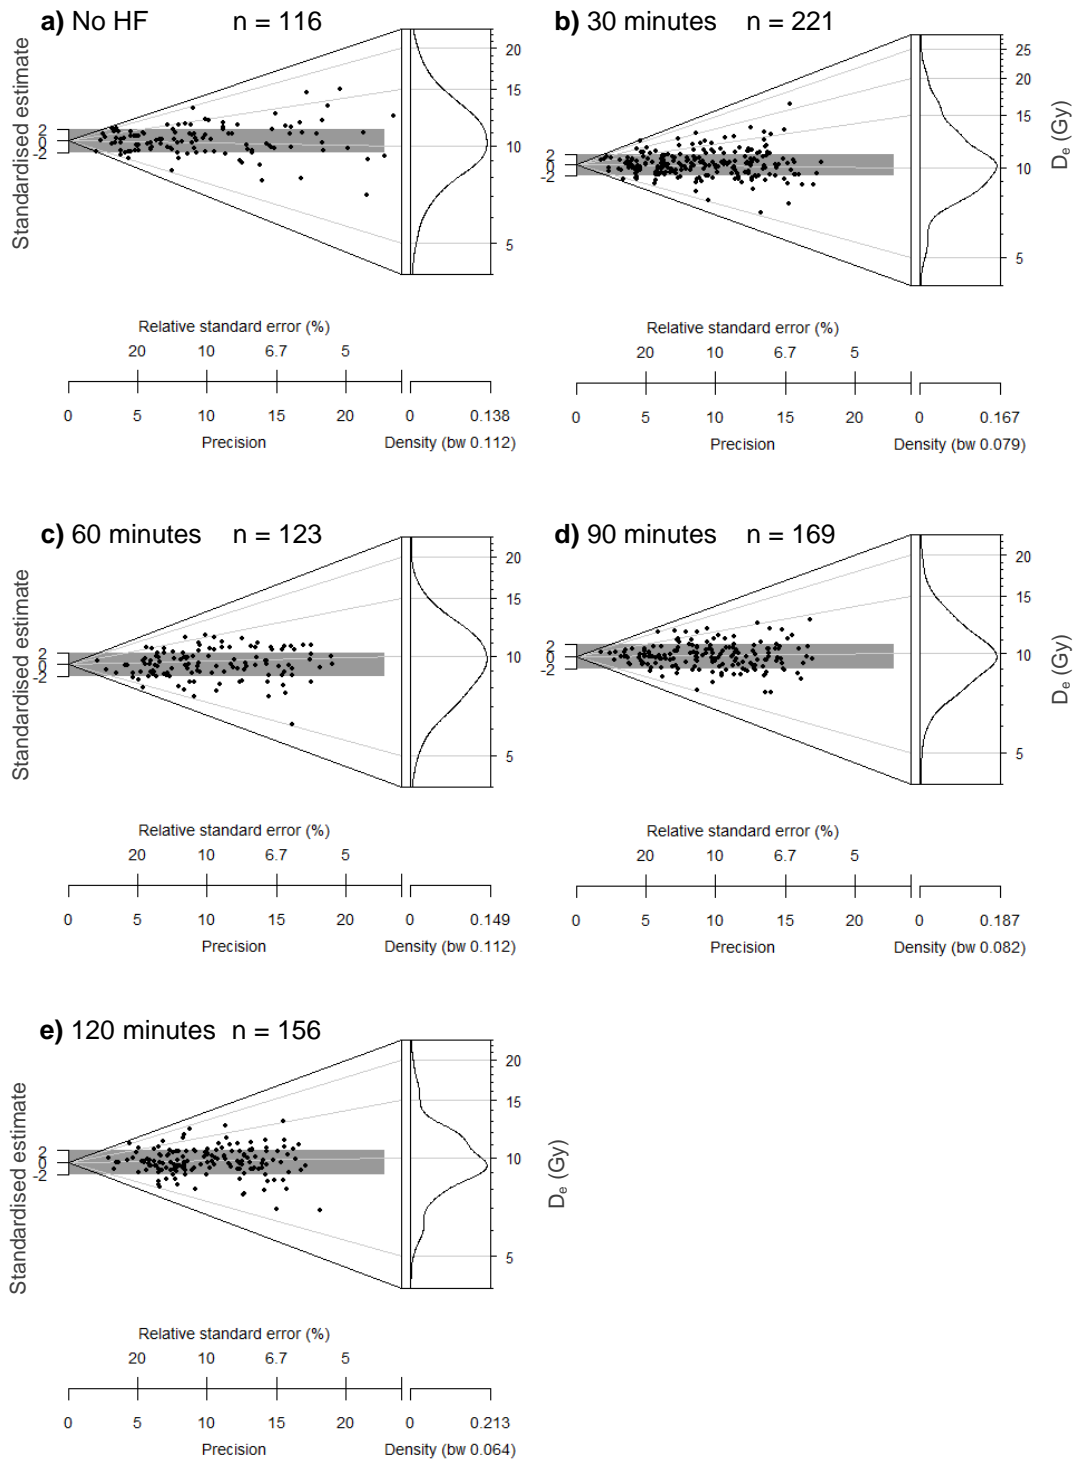 a) No HF n = 116
Standardised estimate
2
0
-2
20
15
10
5
Relative standard error (%)
20 10 6.7 5
0 5 10 15 20 0 0.138
Precision Density (bw 0.112)
b) 30 minutes n = 221
2
0
-2
25
20
15
10
5
De (Gy)
Relative standard error (%)
20 10 6.7 5
0 5 10 15 20 0 0.167
Precision Density (bw 0.079)
c) 60 minutes n = 123
Standardised estimate
2
0
-2
20
15
10
5
Relative standard error (%)
20 10 6.7 5
0 5 10 15 20 0 0.149
Precision Density (bw 0.112)
d) 90 minutes n = 169
2
0
-2
20
15
10
5
De (Gy)
Relative standard error (%)
20 10 6.7 5
0 5 10 15 20 0 0.187
Precision Density (bw 0.082)
e) 120 minutes n = 156
Standardised estimate
2
0
-2
20
15
10
5
De (Gy)
Relative standard error (%)
20 10 6.7 5
0 5 10 15 20 0 0.213
Precision Density (bw 0.064)